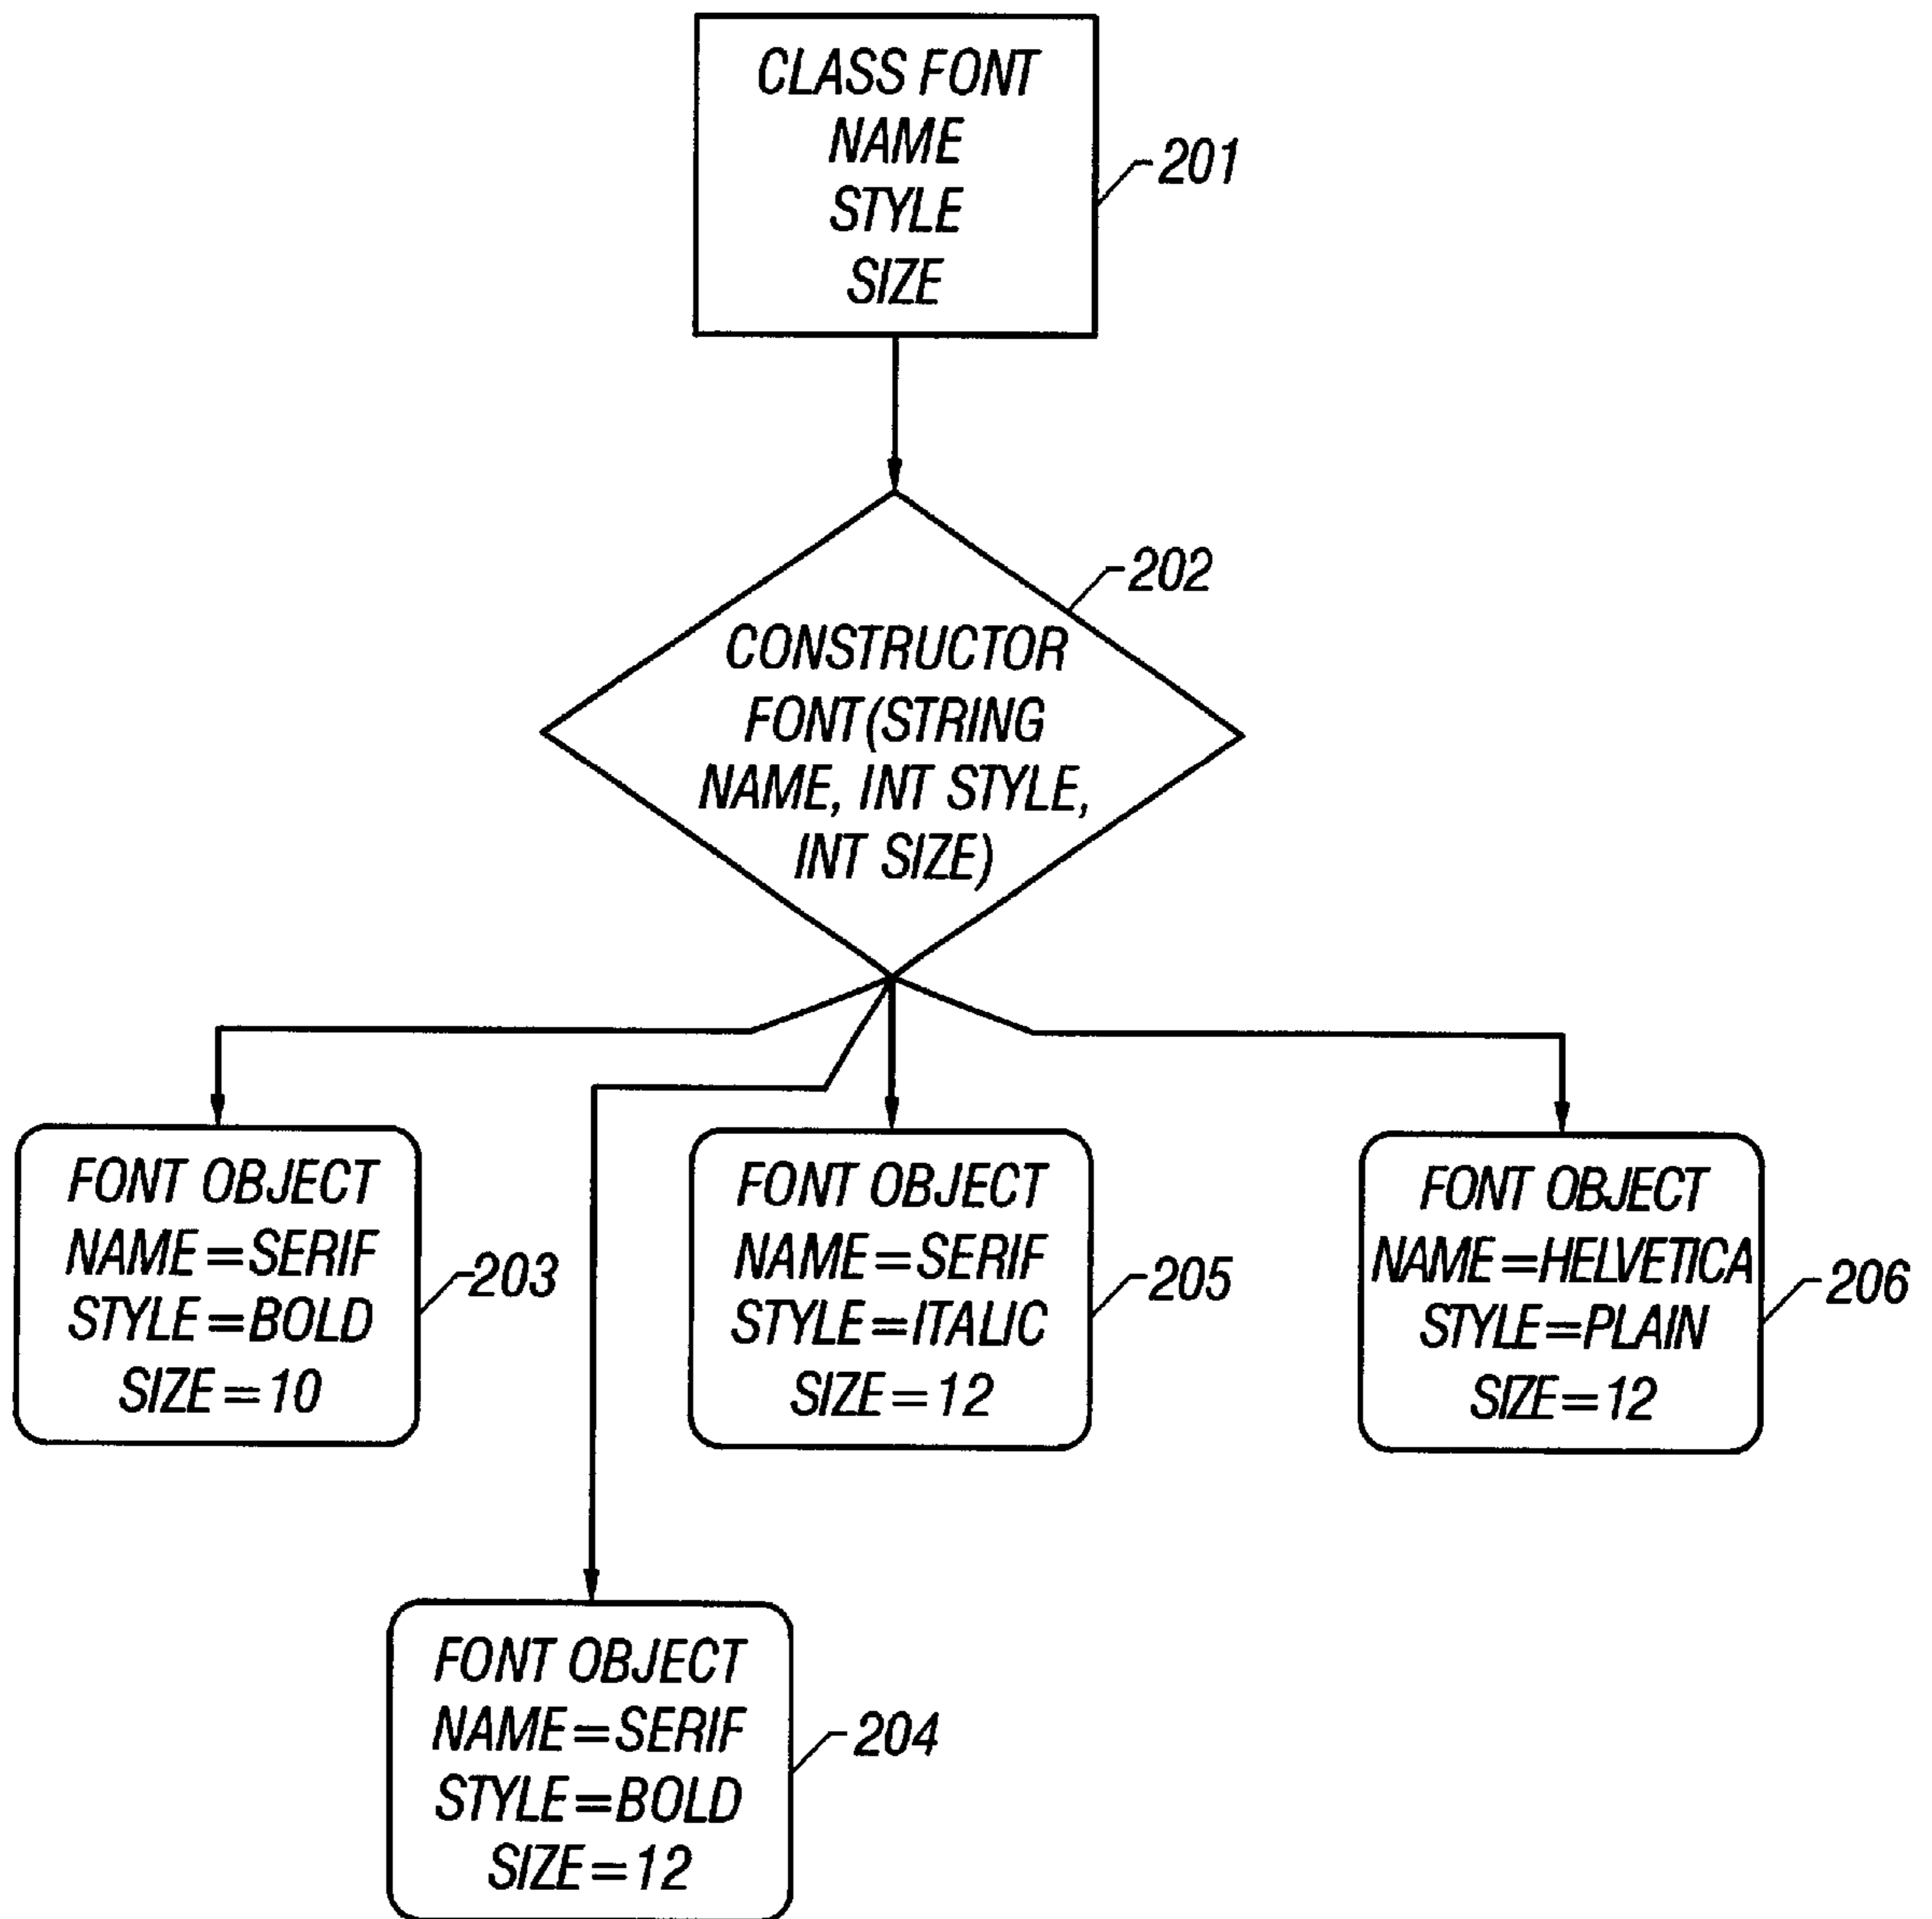 CLASS FONT
NAME
STYLE
SIZE
201
202
CONSTRUCTOR
FONT(STRING
NAME, INT STYLE,
INT SIZE)
FONT OBJECT
NAME=SERIF
STYLE=BOLD
SIZE=10
203
FONT OBJECT
NAME=SERIF
STYLE=ITALIC
SIZE=12
205
FONT OBJECT
NAME=HELVETICA
STYLE=PLAIN
SIZE=12
206
FONT OBJECT
NAME=SERIF
STYLE=BOLD
SIZE=12
204